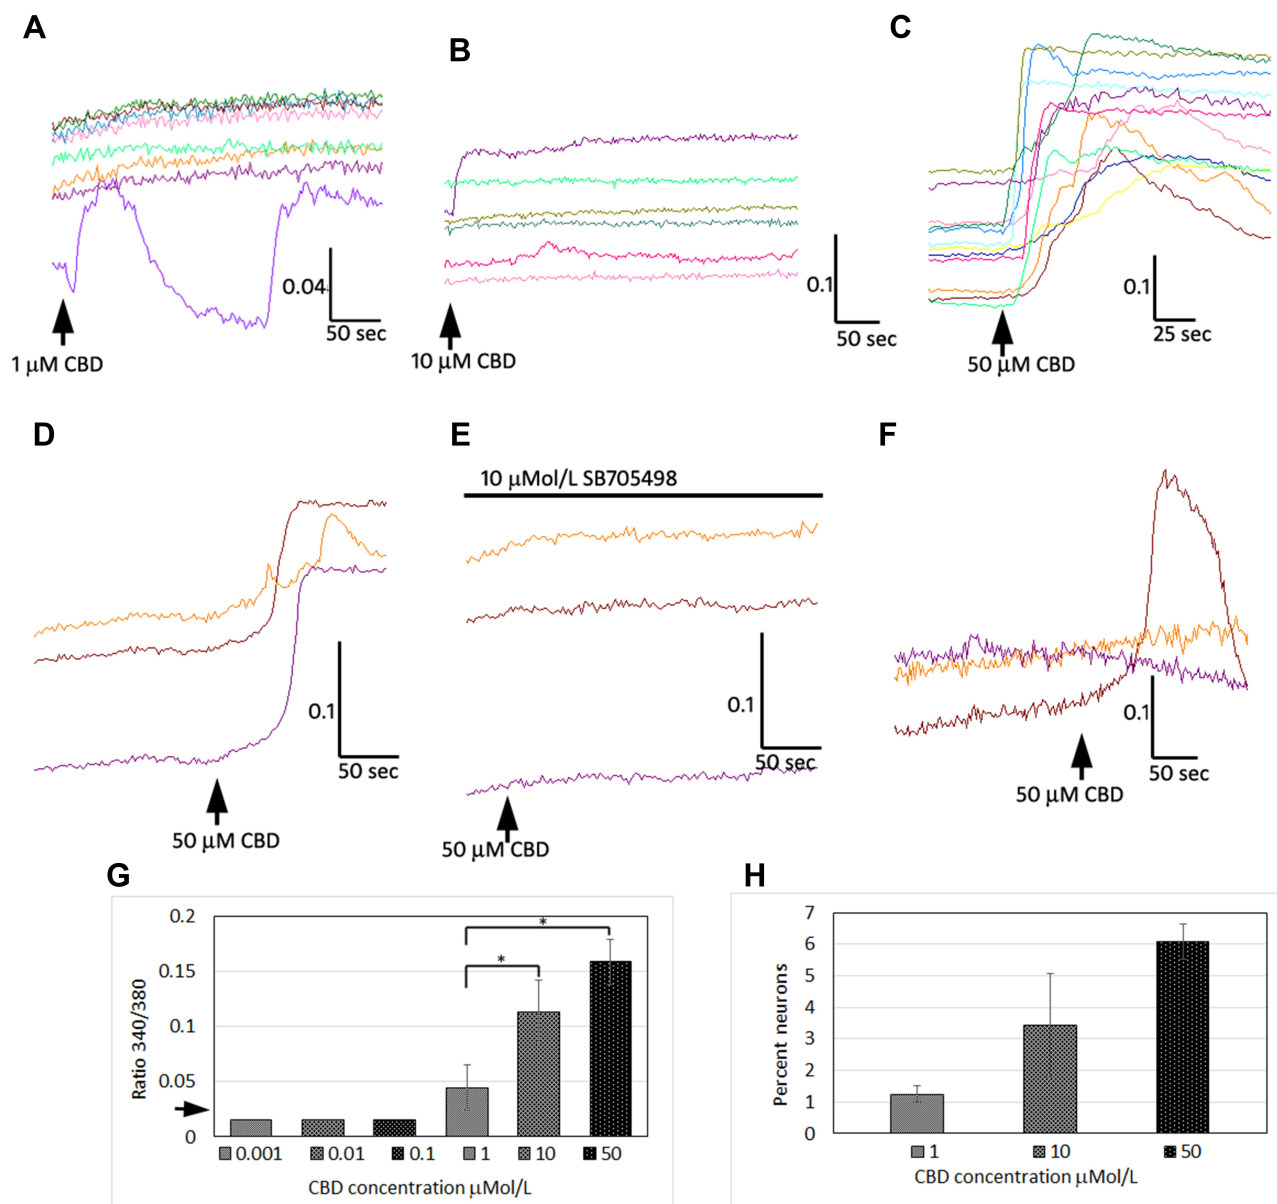 A
B
C
0.04
50 sec
1 μM CBD
0.1
50 sec
10 μM CBD
0.1
25 sec
50 μM CBD
D
E
F
10 μMol/L SB705498
0.1
50 sec
50 μM CBD
0.1
50 sec
50 μM CBD
0.1
50 sec
50 μM CBD
G
Ratio 340/380
0.2
0.15
0.1
0.05
0
*
*
0.001 0.01 0.1 1 10 50
CBD concentration μMol/L
H
Percent neurons
7
6
5
4
3
2
1
0
1 10 50
CBD concentration μMol/L